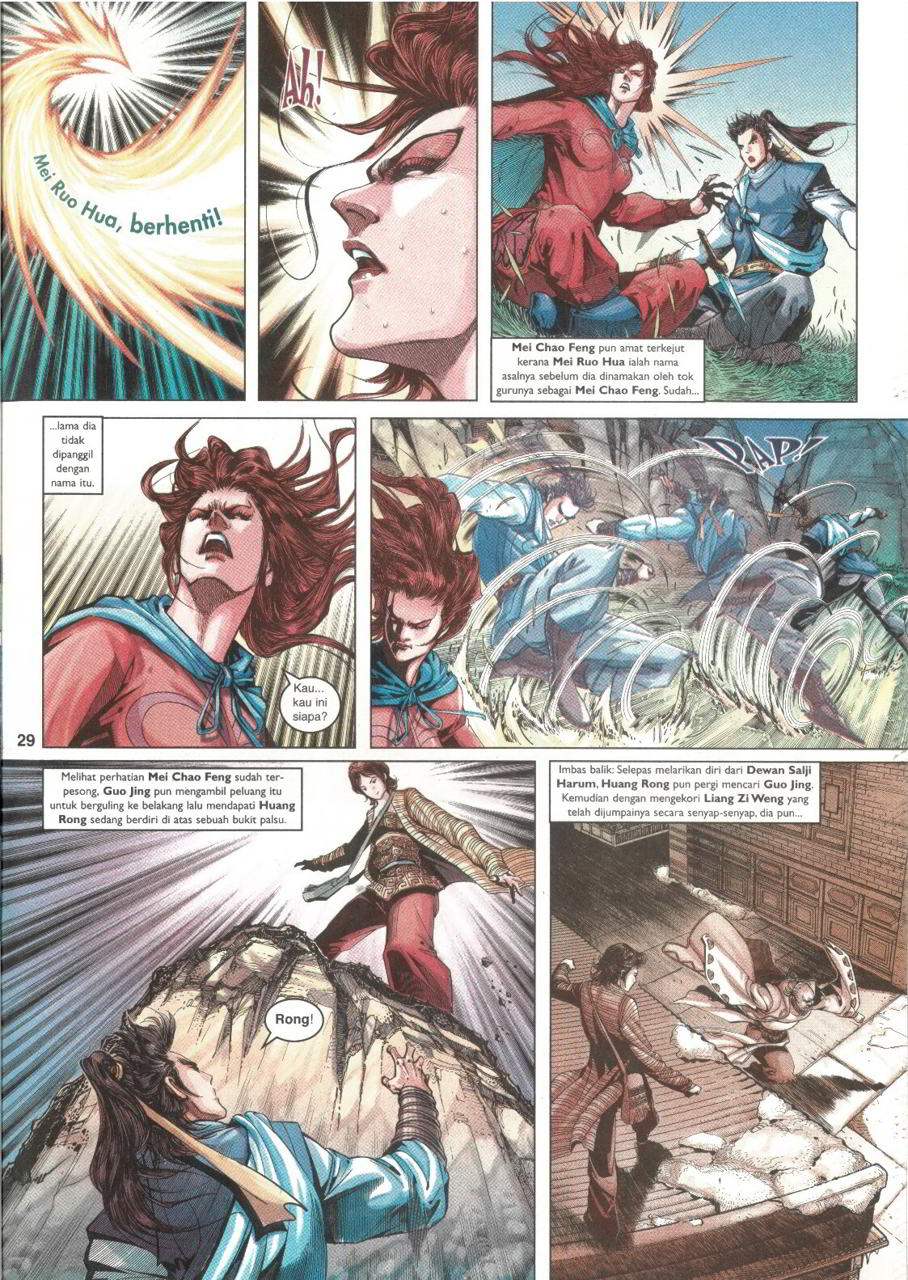 Mei Ruo Hua, berhenti!
Ah!
Mei Chao Feng pun amat terkejut
kerana Mei Ruo Hua ialah nama
asalnya sebelum dia dinamakan oleh tok
gurunya sebagai Mei Chao Feng. Sudah...
...lama dia
tidak
dipanggil
dengan
nama itu.
Kau...
kau ini
siapa?
PAP!
29
Melihat perhatian Mei Chao Feng sudah ter-
pesong, Guo Jing pun mengambil peluang itu
untuk berguling ke belakang lalu mendapati Huang
Rong sedang berdiri di atas sebuah bukit palsu.
Rong!
Imbas balik: Selepas melarikan diri dari Dewan Salji
Harum, Huang Rong pun pergi mencari Guo Jing.
Kemudian dengan mengekori Liang Zi Weng yang
telah dijumpainya secara senyap-senyap, dia pun...